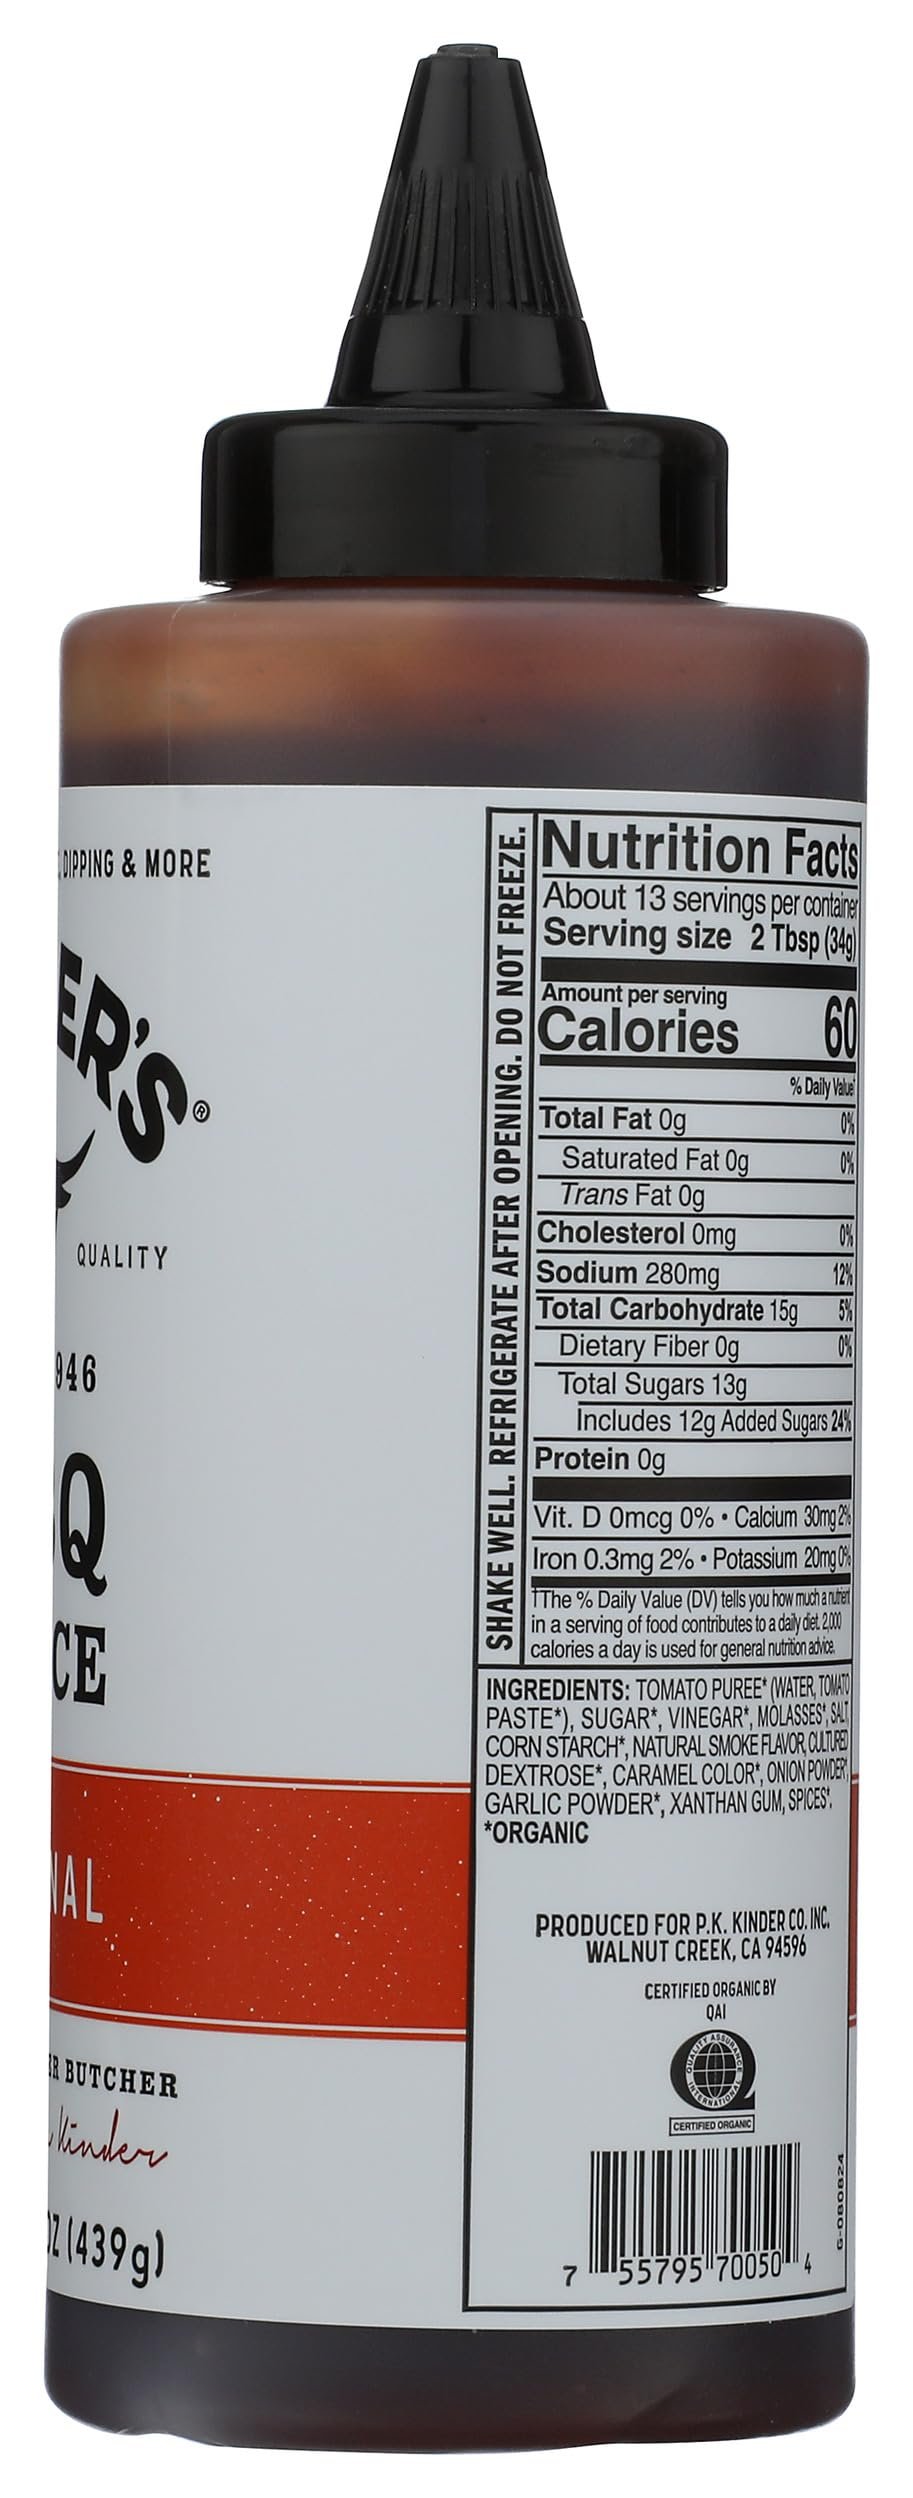 DIPPING & MORE
ER'S®
QUALITY
946
Q
CE
NAL
ER BUTCHER
Kinder
OZ (439g)
SHAKE WELL. REFRIGERATE AFTER OPENING. DO NOT FREEZE.
Nutrition Facts
About 13 servings per container
Serving size 2 Tbsp (34g)
Amount per serving
Calories 60
% Daily Value†
Total Fat 0g 0%
Saturated Fat 0g 0%
Trans Fat 0g
Cholesterol 0mg 0%
Sodium 280mg 12%
Total Carbohydrate 15g 5%
Dietary Fiber 0g 0%
Total Sugars 13g
Includes 12g Added Sugars 24%
Protein 0g
Vit. D 0mcg 0% • Calcium 30mg 2%
Iron 0.3mg 2% • Potassium 20mg 0%
†The % Daily Value (DV) tells you how much a nutrient
in a serving of food contributes to a daily diet. 2,000
calories a day is used for general nutrition advice.
INGREDIENTS: TOMATO PUREE* (WATER, TOMATO
PASTE*), SUGAR*, VINEGAR*, MOLASSES*, SALT,
CORN STARCH*, NATURAL SMOKE FLAVOR, CULTURED
DEXTROSE*, CARAMEL COLOR*, ONION POWDER*,
GARLIC POWDER*, XANTHAN GUM, SPICES*.
*ORGANIC
PRODUCED FOR P.K. KINDER CO. INC.
WALNUT CREEK, CA 94596
CERTIFIED ORGANIC BY
QAI
QUALITY ASSURANCE
INTERNATIONAL
CERTIFIED ORGANIC
7 55795 70050 4
G-080824